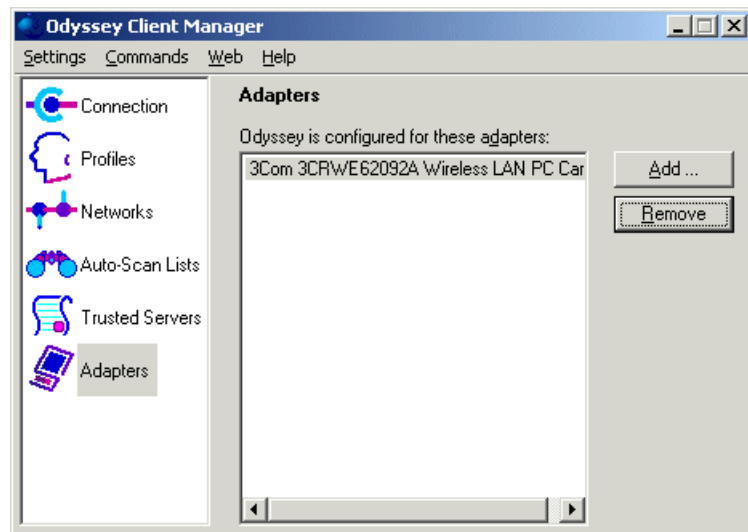 Odyssey Client Manager
Settings Commands Web Help
Connection
Profiles
Networks
Auto-Scan Lists
Trusted Servers
Adapters
Adapters
Odyssey is configured for these adapters:
3Com 3CRWE62092A Wireless LAN PC Car
Add ...
Remove